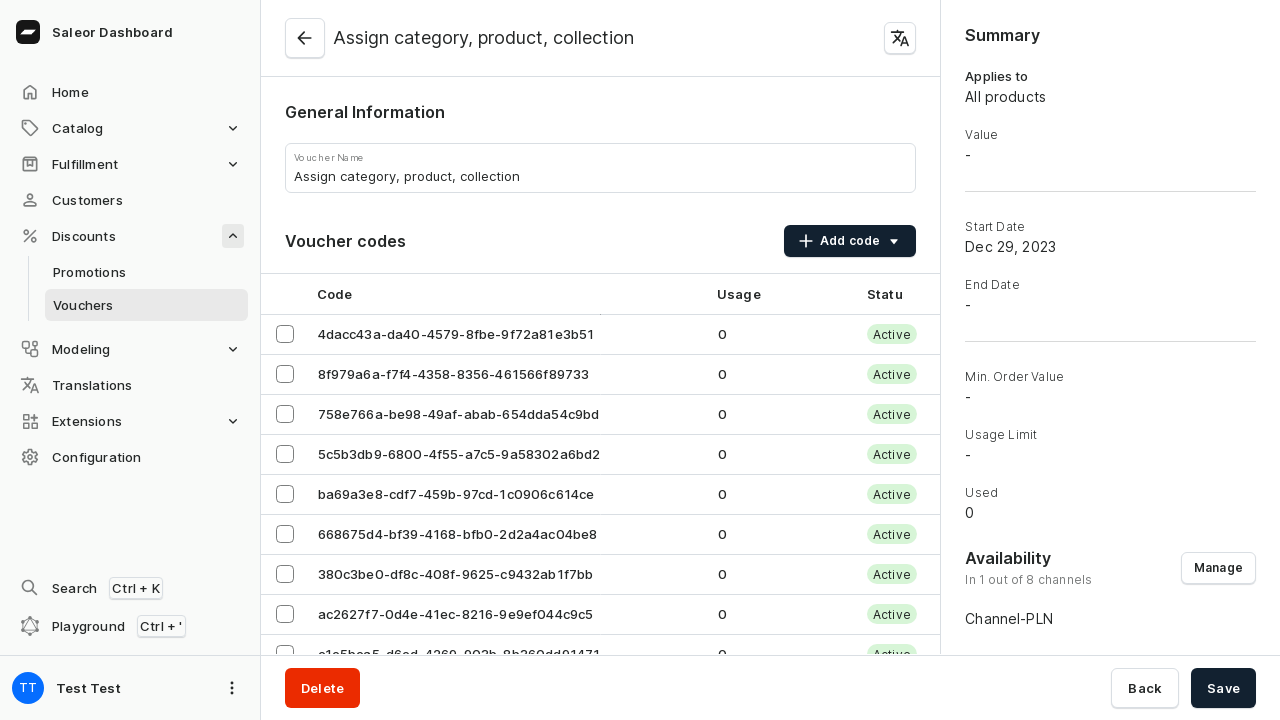 Saleor Dashboard
Home
Catalog
Fulfillment
Customers
Discounts
Promotions
Vouchers
Modeling
Translations
Extensions
Configuration
Search Ctrl + K
Playground Ctrl + '
TT Test Test
Assign category, product, collection
General Information
Voucher Name
Assign category, product, collection
Voucher codes
Add code
Code Usage Statu
4dacc43a-da40-4579-8fbe-9f72a81e3b51 0 Active
8f979a6a-f7f4-4358-8356-461566f89733 0 Active
758e766a-be98-49af-abab-654dda54c9bd 0 Active
5c5b3db9-6800-4f55-a7c5-9a58302a6bd2 0 Active
ba69a3e8-cdf7-459b-97cd-1c0906c614ce 0 Active
668675d4-bf39-4168-bfb0-2d2a4ac04be8 0 Active
380c3be0-df8c-408f-9625-c9432ab1f7bb 0 Active
ac2627f7-0d4e-41ec-8216-9e9ef044c9c5 0 Active
0 Active
Delete
Back
Save
Summary
Applies to
All products
Value
-
Start Date
Dec 29, 2023
End Date
-
Min. Order Value
-
Usage Limit
-
Used
0
Availability
In 1 out of 8 channels
Manage
Channel-PLN